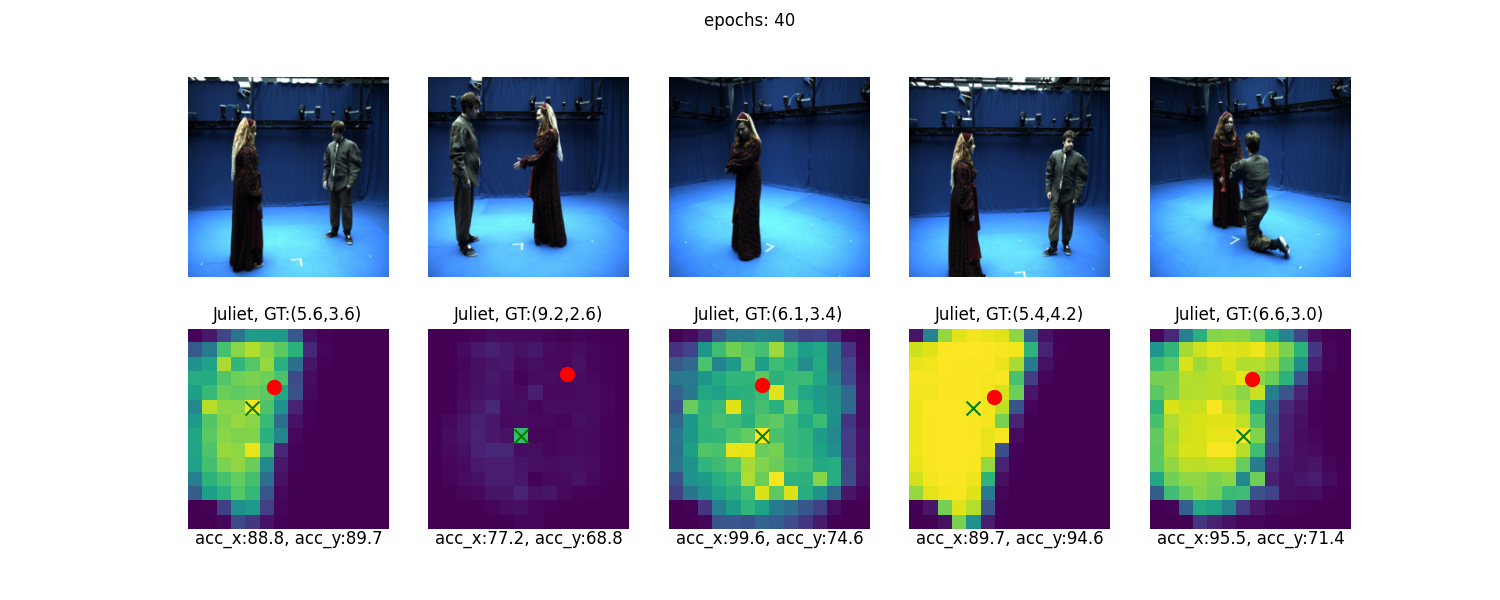 epochs: 40
Juliet, GT:(5.6,3.6)
Juliet, GT:(9.2,2.6)
Juliet, GT:(6.1,3.4)
Juliet, GT:(5.4,4.2)
Juliet, GT:(6.6,3.0)
acc_x:88.8, acc_y:89.7
acc_x:77.2, acc_y:68.8
acc_x:99.6, acc_y:74.6
acc_x:89.7, acc_y:94.6
acc_x:95.5, acc_y:71.4